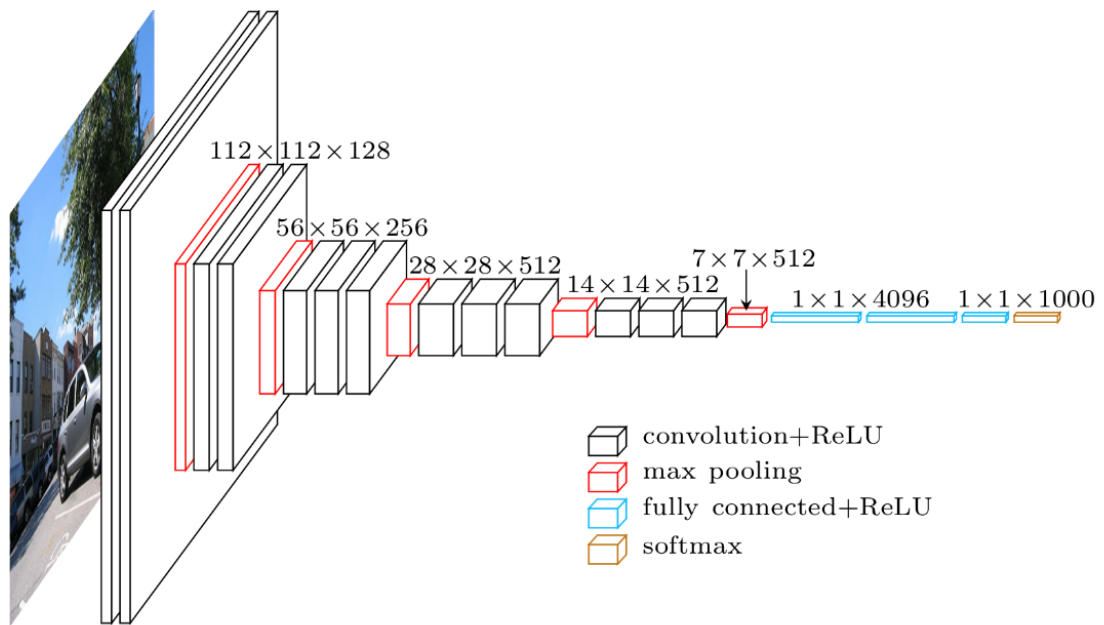 112×112×128
56×56×256
28×28×512
14×14×512
7×7×512
1×1×4096
1×1×1000
convolution+ReLU
max pooling
fully connected+ReLU
softmax